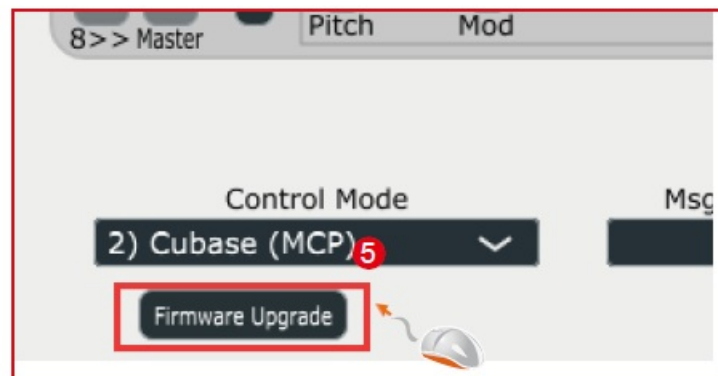 Pitch Mod
8>> Master
Control Mode Msg
2) Cubase (MCP) 5
Firmware Upgrade